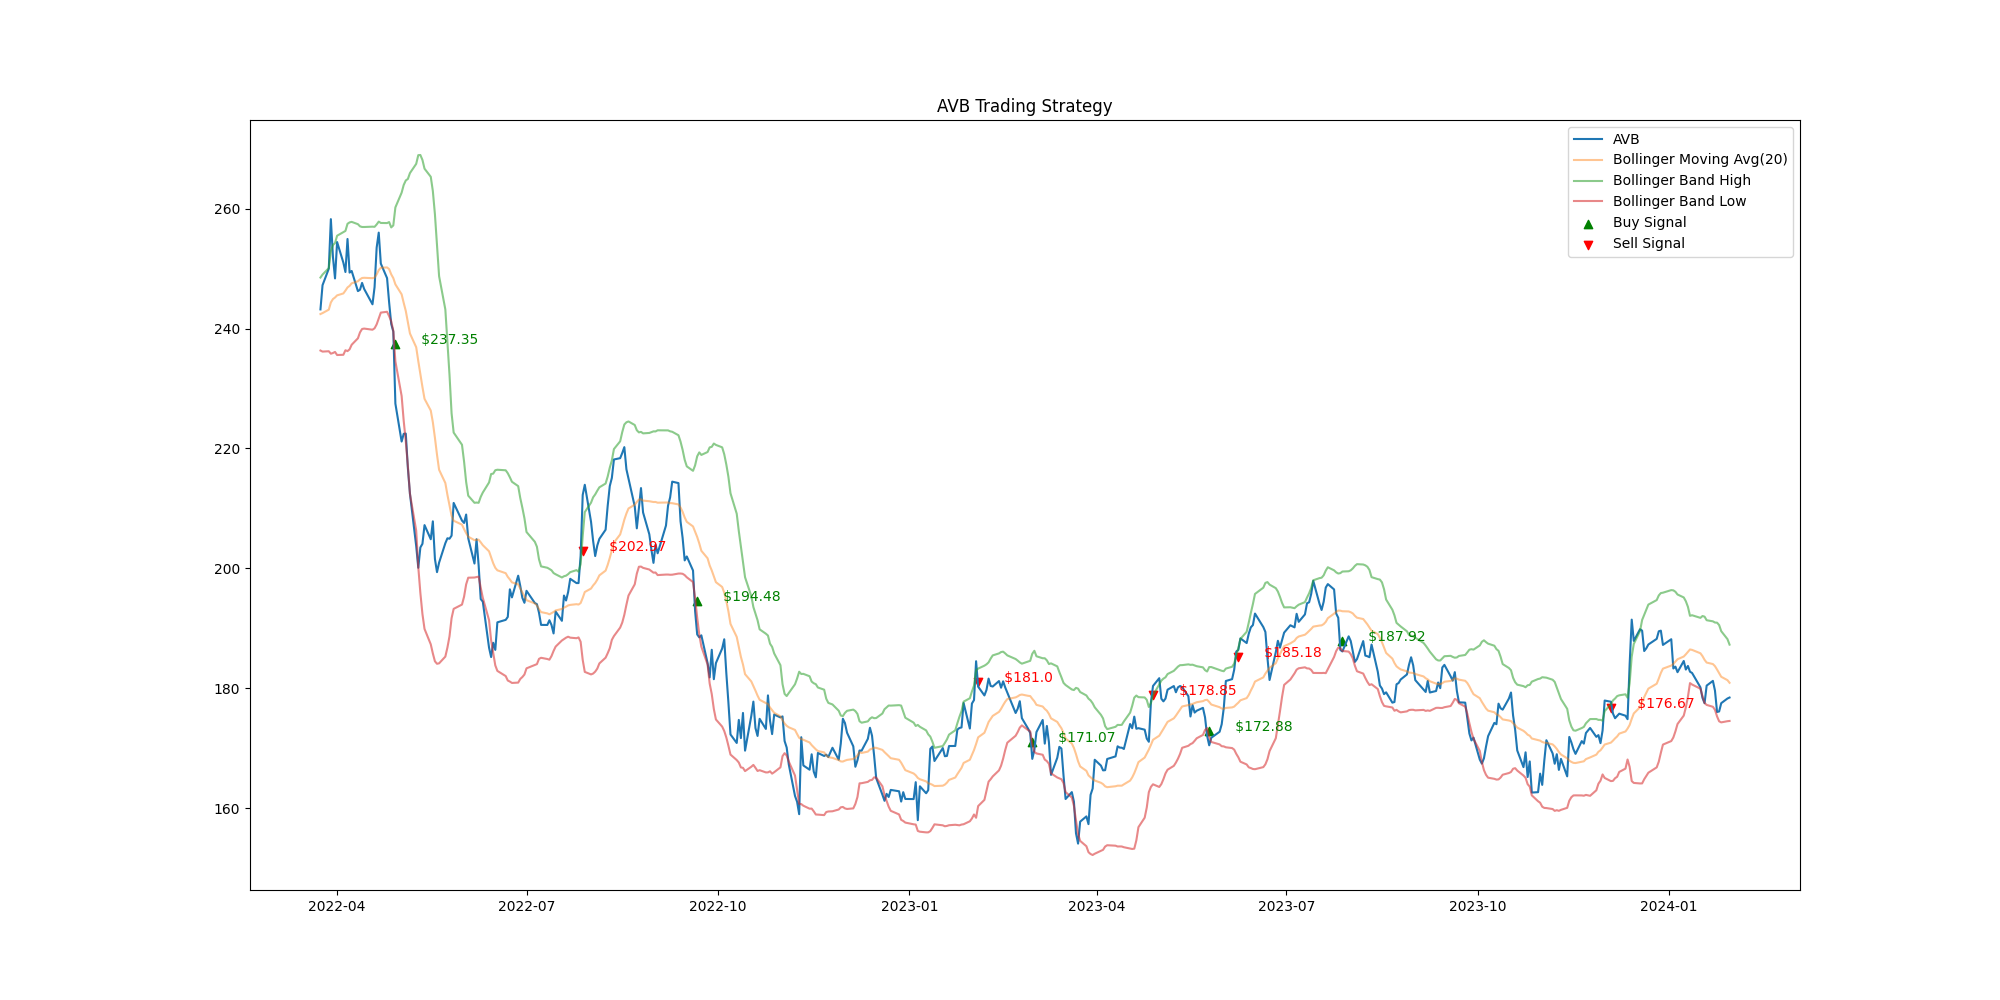 AVB Trading Strategy
AVB
Bollinger Moving Avg(20)
Bollinger Band High
Bollinger Band Low
Buy Signal
Sell Signal
260
240
220
200
180
160
$237.35
$202.97
$194.48
$181.0
$171.07
$178.85
$172.88
$185.18
$187.92
$176.67
2022-04 2022-07 2022-10 2023-01 2023-04 2023-07 2023-10 2024-01